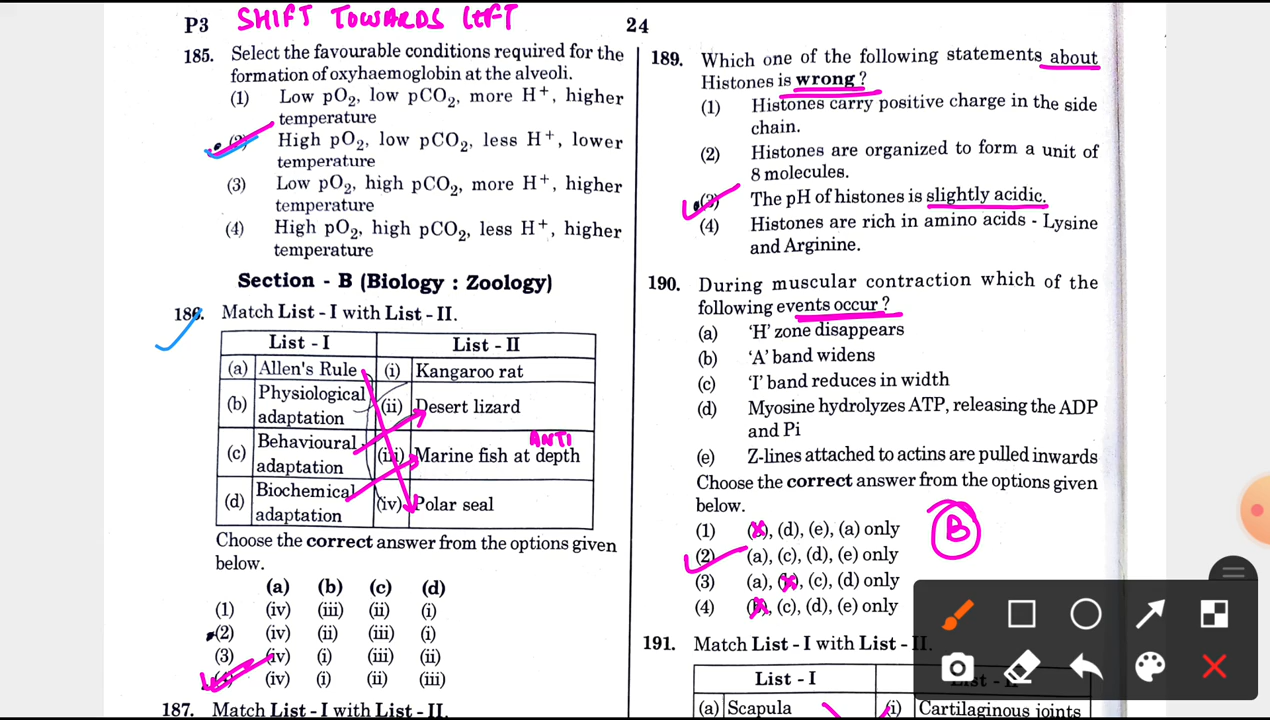 P3 SHIFT TOWARDS LEFT 24
185. Select the favourable conditions required for the
formation of oxyhaemoglobin at the alveoli.
(1) Low pO₂, low pCO₂, more H⁺, higher
temperature
(2) High pO₂, low pCO₂, less H⁺, lower
temperature
(3) Low pO₂, high pCO₂, more H⁺, higher
temperature
(4) High pO₂, high pCO₂, less H⁺, higher
temperature
Section - B (Biology : Zoology)
186. Match List - I with List - II.
List - I List - II
(a) Allen's Rule (i) Kangaroo rat
(b) Physiological
adaptation
(ii) Desert lizard
(c) Behavioural
adaptation
ANTI
(iii) Marine fish at depth
(d) Biochemical
adaptation
(iv) Polar seal
Choose the correct answer from the options given
below.
(a) (b) (c) (d)
(1) (iv) (iii) (ii) (i)
(2) (iv) (ii) (iii) (i)
(3) (iv) (i) (iii) (ii)
(4) (iv) (i) (ii) (iii)
187. Match List - I with List - II.
189. Which one of the following statements about
Histones is wrong ?
(1) Histones carry positive charge in the side
chain.
(2) Histones are organized to form a unit of
8 molecules.
(3) The pH of histones is slightly acidic.
(4) Histones are rich in amino acids - Lysine
and Arginine.
190. During muscular contraction which of the
following events occur ?
(a) 'H' zone disappears
(b) 'A' band widens
(c) 'I' band reduces in width
(d) Myosine hydrolyzes ATP, releasing the ADP
and Pi
(e) Z-lines attached to actins are pulled inwards
Choose the correct answer from the options given
below.
(1) (b), (d), (e), (a) only
(2) (a), (c), (d), (e) only
(3) (a), (b), (c), (d) only
(4) (b), (c), (d), (e) only
B
191. Match List - I with List - II.
List - I List - II
(a) Scapula (i) Cartilaginous joints